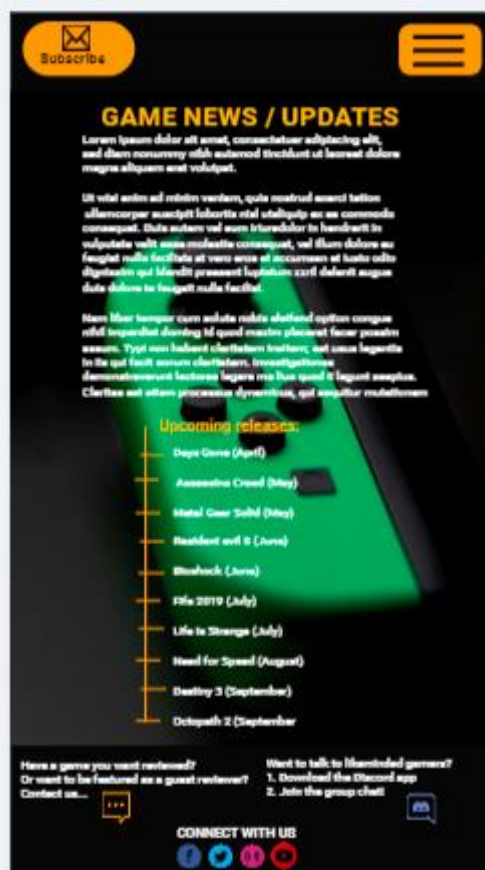 Subscribe
GAME NEWS / UPDATES
Lorem ipsum dolor sit amet, consectetuer adipiscing elit,
sed diam nonummy nibh euismod tincidunt ut laoreet dolore
magna aliquam erat volutpat.
Ut wisi enim ad minim veniam, quis nostrud exerci tation
ullamcorper suscipit lobortis nisl utaliquip ex ea commodo
consequat. Duis autem vel eum iriuredolor in hendrerit in
vulputate velit esse molestie consequat, vel illum dolore eu
feugiat nulla facilisis at vero eros et accumsan et iusto odio
dignissim qui blandit praesent luptatum zzril delenit augue
duis dolore te feugait nulla facilisi.
Nam liber tempor cum soluta nobis eleifend option congue
nihil imperdiet doming id quod mazim placerat facer possim
assum. Typi non habent claritatem insitam; est usus legentis
in iis qui facit eorum claritatem. Investigationes
demonstraverunt lectores legere me lius quod ii legunt saepius.
Claritas est etiam processus dynamicus, qui sequitur mutationem
Upcoming releases:
Days Gone (April)
Assassins Creed (May)
Metal Gear Solid (May)
Resident evil 8 (June)
Bioshock (June)
Fifa 2019 (July)
Life is Strange (July)
Need for Speed (August)
Destiny 3 (September)
Octopath 2 (September
Have a game you want reviewed?
Or want to be featured as a guest reviewer?
Contact us...
Want to talk to likeminded gamers?
1. Download the Discord app
2. Join the group chat!
CONNECT WITH US